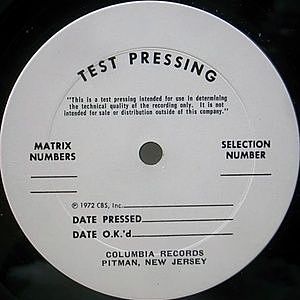 TEST PRESSING
"This is a test pressing intended for use in determining
the technical quality of the recording only. It is not
intended for sale or distribution outside of this company."
MATRIX NUMBERS
SELECTION NUMBER
Ⓟ 1972 CBS, Inc.
DATE PRESSED
DATE O.K.'d
COLUMBIA RECORDS
PITMAN, NEW JERSEY